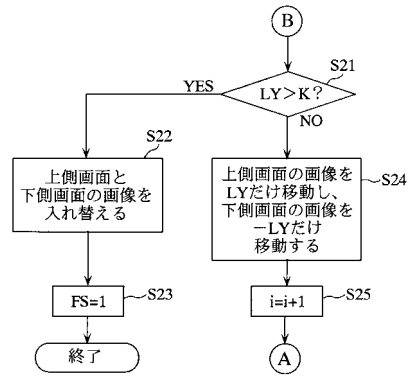 B
S21
LY>K?
YES
NO
S22
上側画面と
下側画面の画像を
入れ替える
S24
上側画面の画像を
LYだけ移動し、
下側画面の画像を
－LYだけ
移動する
FS=1
S23
i=i+1
S25
終了
A